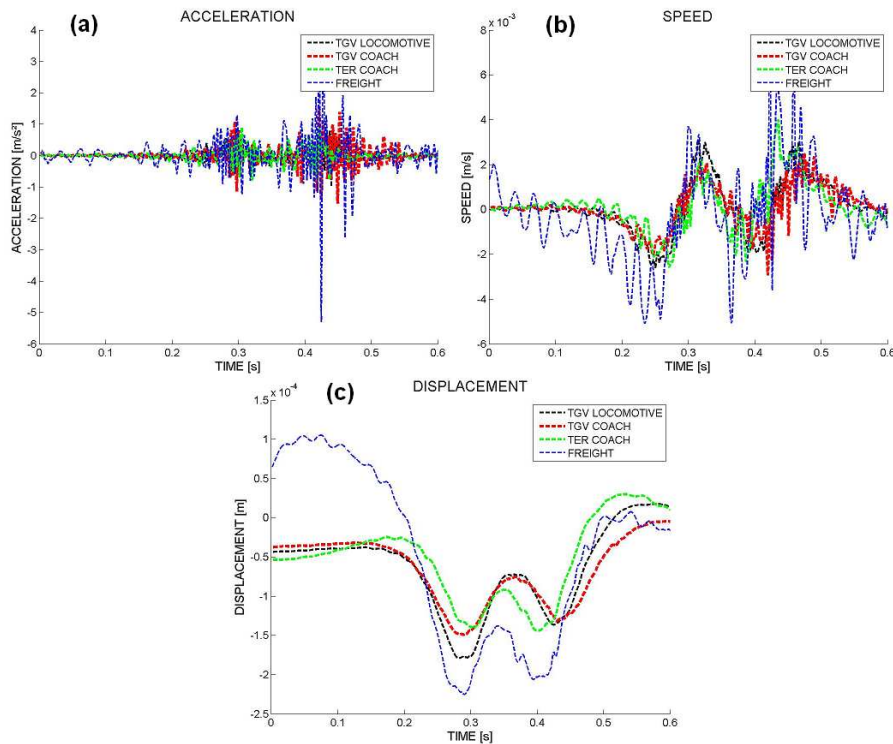 (a)
ACCELERATION
TGV LOCOMOTIVE
TGV COACH
TER COACH
FREIGHT
ACCELERATION [m/s²]
4
3
2
1
0
-1
-2
-3
-4
-5
-6
0
0.1
0.2
0.3
0.4
0.5
0.6
TIME [s]
(b)
SPEED
x 10⁻³
TGV LOCOMOTIVE
TGV COACH
TER COACH
FREIGHT
SPEED [m/s]
8
6
4
2
0
-2
-4
-6
0
0.1
0.2
0.3
0.4
0.5
0.6
TIME [s]
(c)
DISPLACEMENT
x 10⁻⁴
TGV LOCOMOTIVE
TGV COACH
TER COACH
FREIGHT
DISPLACEMENT [m]
1.5
1
0.5
0
-0.5
-1
-1.5
-2
-2.5
0
0.1
0.2
0.3
0.4
0.5
0.6
TIME [s]